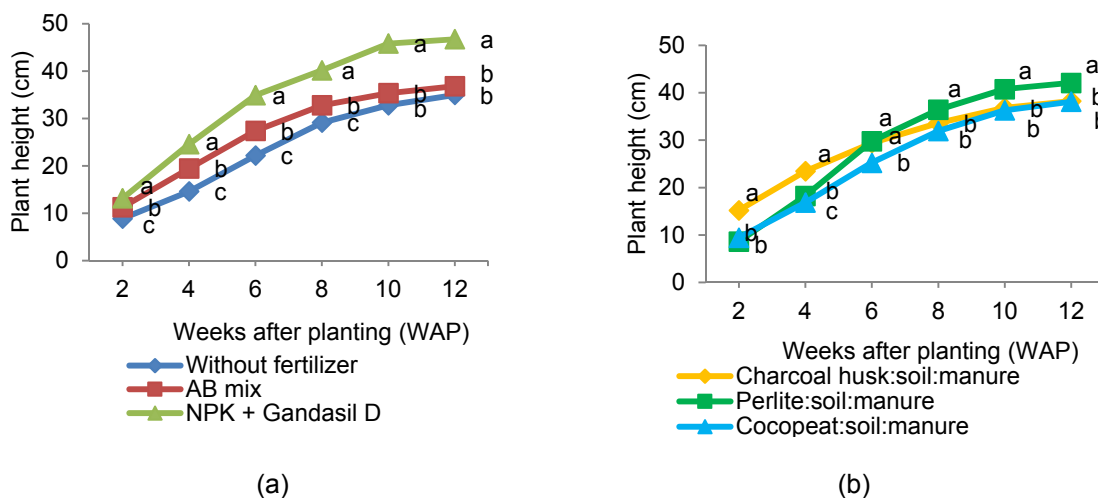 50
40
30
20
10
0
Plant height (cm)
a
a
a
a
a
a
b
b
b
b
b
b
c
c
c
c
b
b
2 4 6 8 10 12
Weeks after planting (WAP)
Without fertilizer
AB mix
NPK + Gandasil D
(a)
50
40
30
20
10
0
Plant height (cm)
a
a
a
a
a
a
a
b
b
b
b
b
b
b
b
b
b
c
2 4 6 8 10 12
Weeks after planting (WAP)
Charcoal husk:soil:manure
Perlite:soil:manure
Cocopeat:soil:manure
(b)